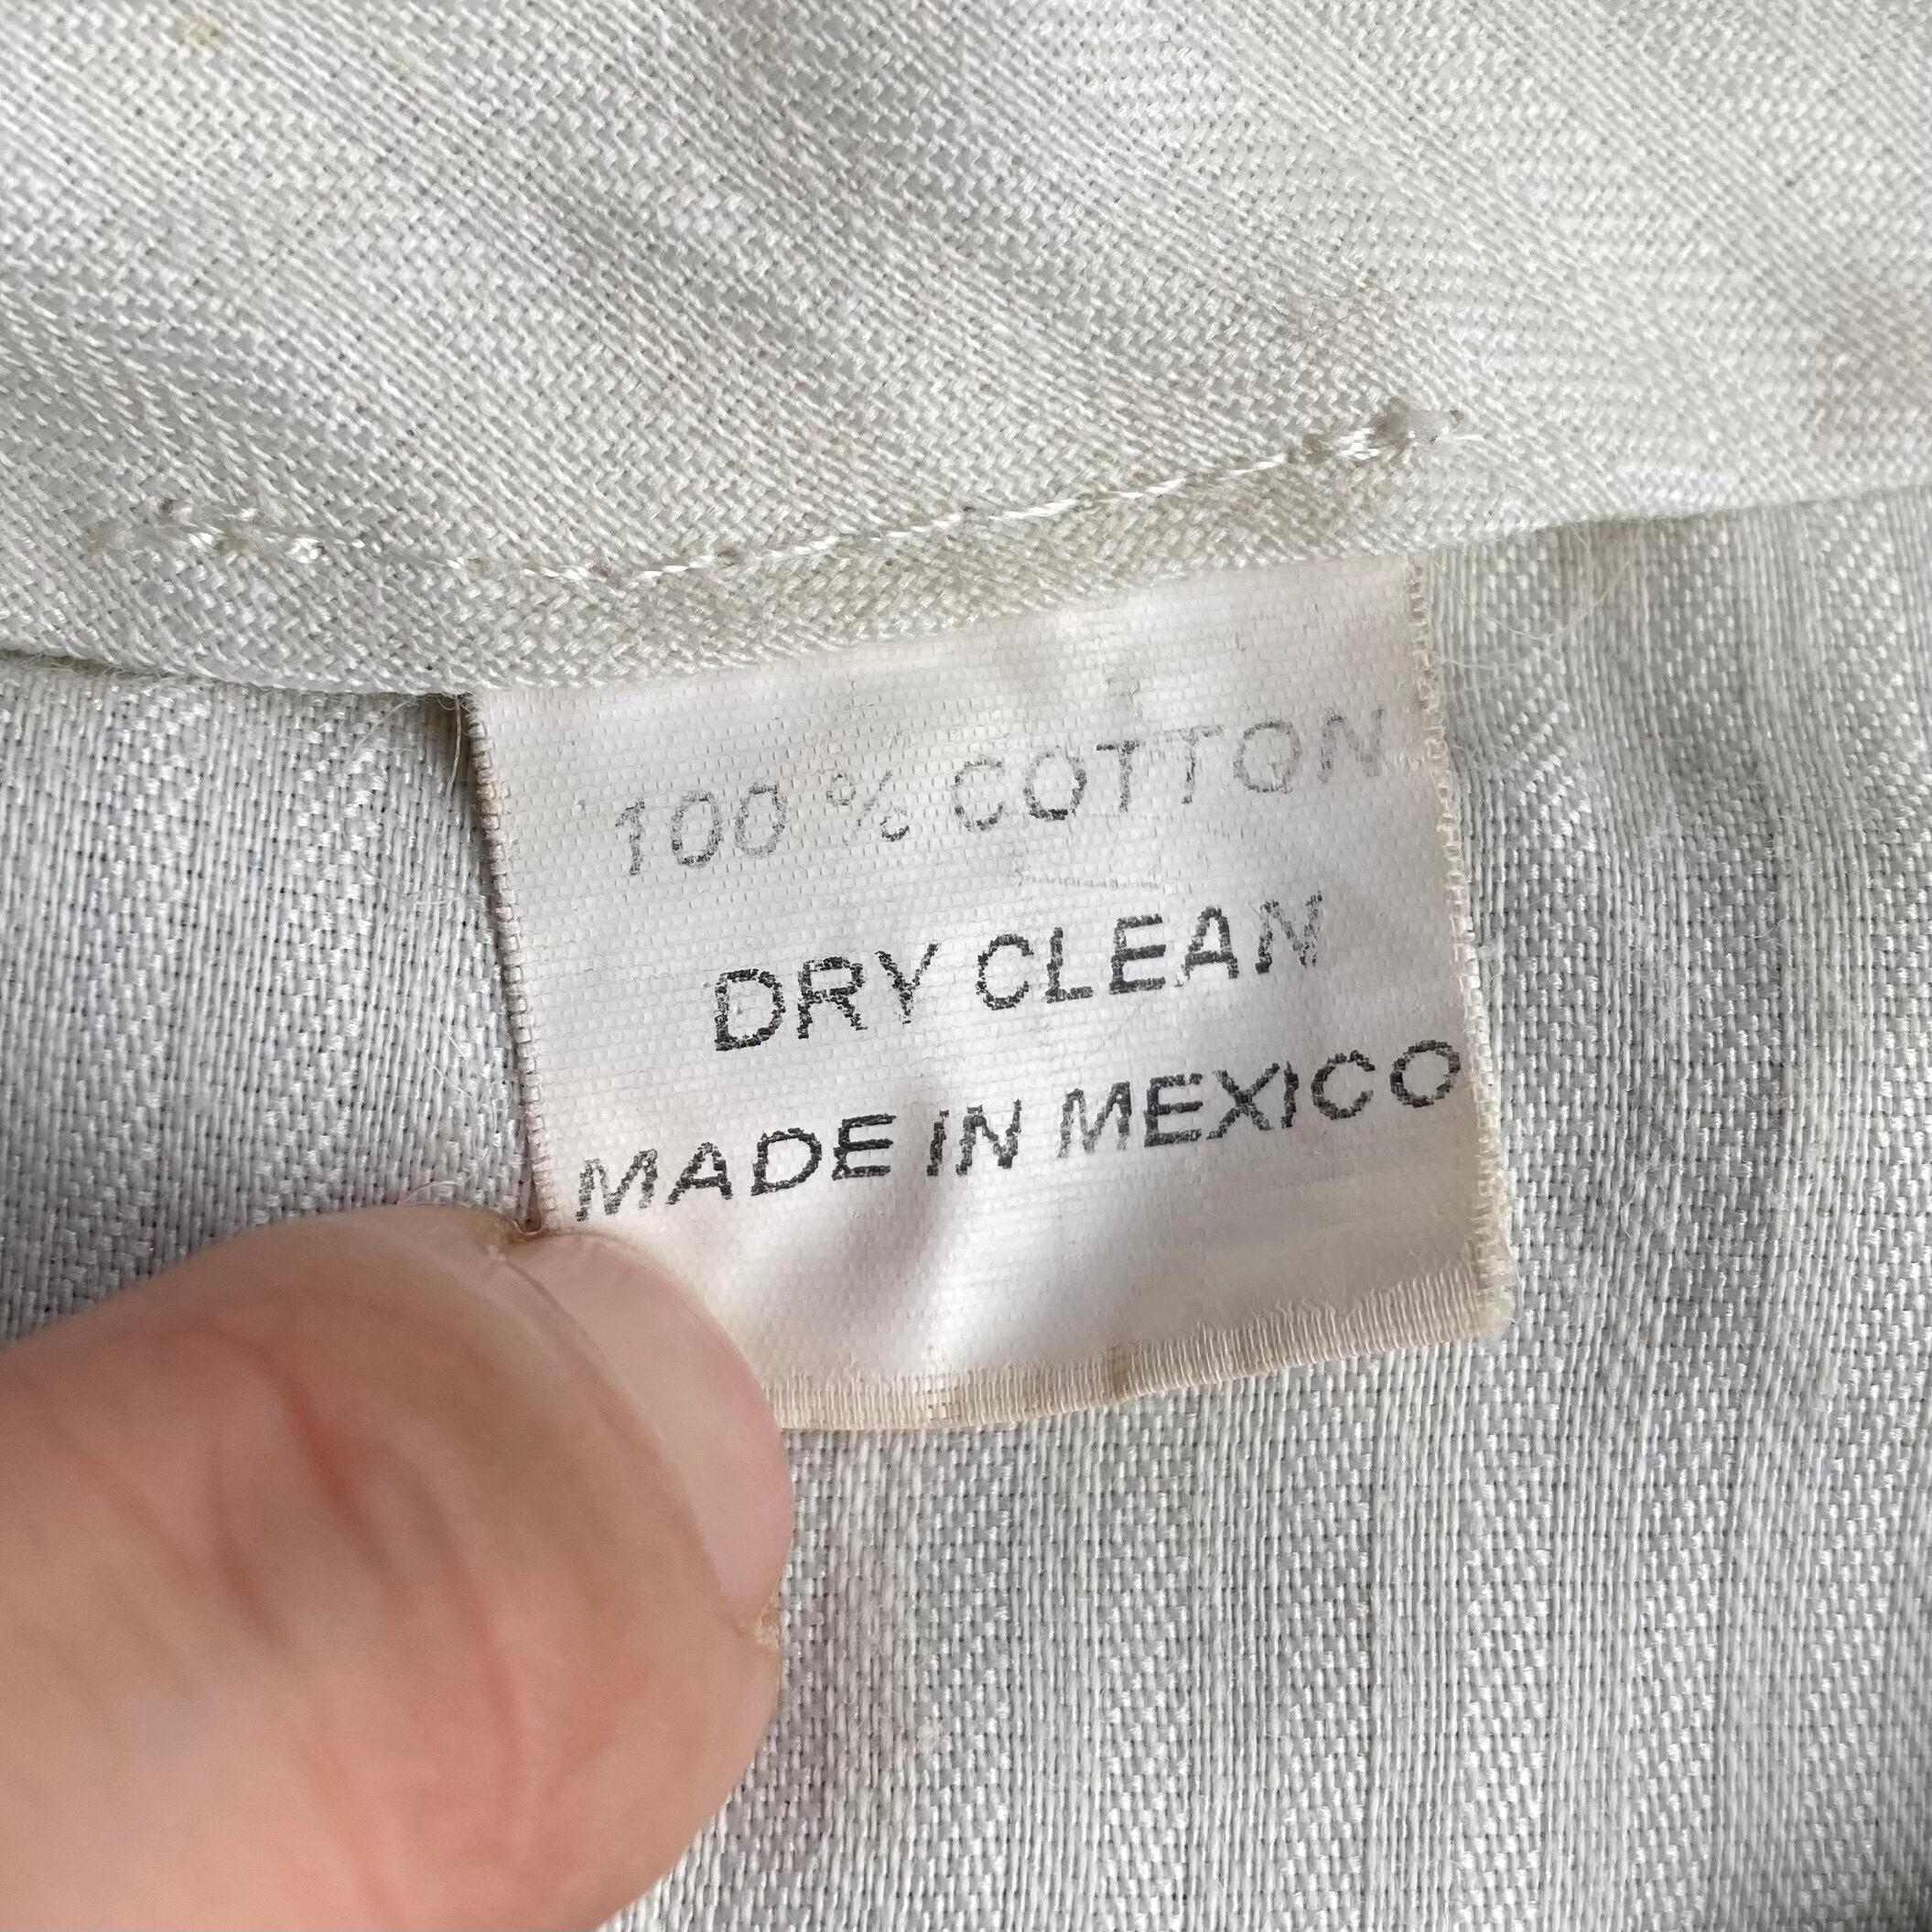 100 % COTTON
DRY CLEAN
MADE IN MEXICO